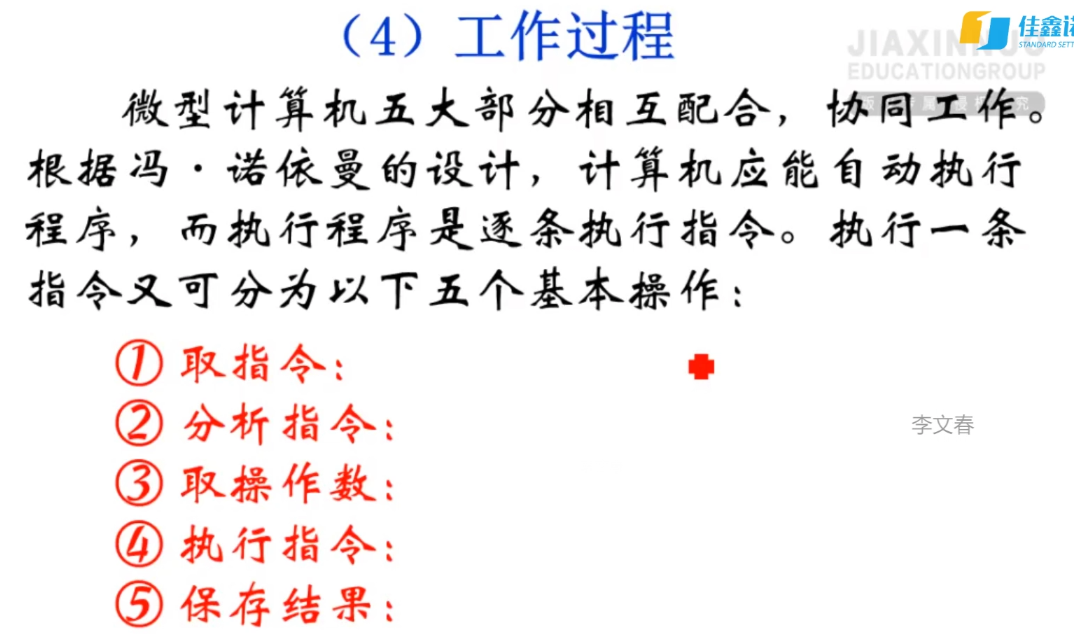 （4）工作过程
佳鑫诺
STANDARD SETT
JIAXINNUO
EDUCATIONGROUP
微型计算机五大部分相互配合，协同工作。
根据冯·诺依曼的设计，计算机应能自动执行
程序，而执行程序是逐条执行指令。执行一条
指令又可分为以下五个基本操作：
① 取指令：
② 分析指令：
李文春
③ 取操作数：
④ 执行指令：
⑤ 保存结果：